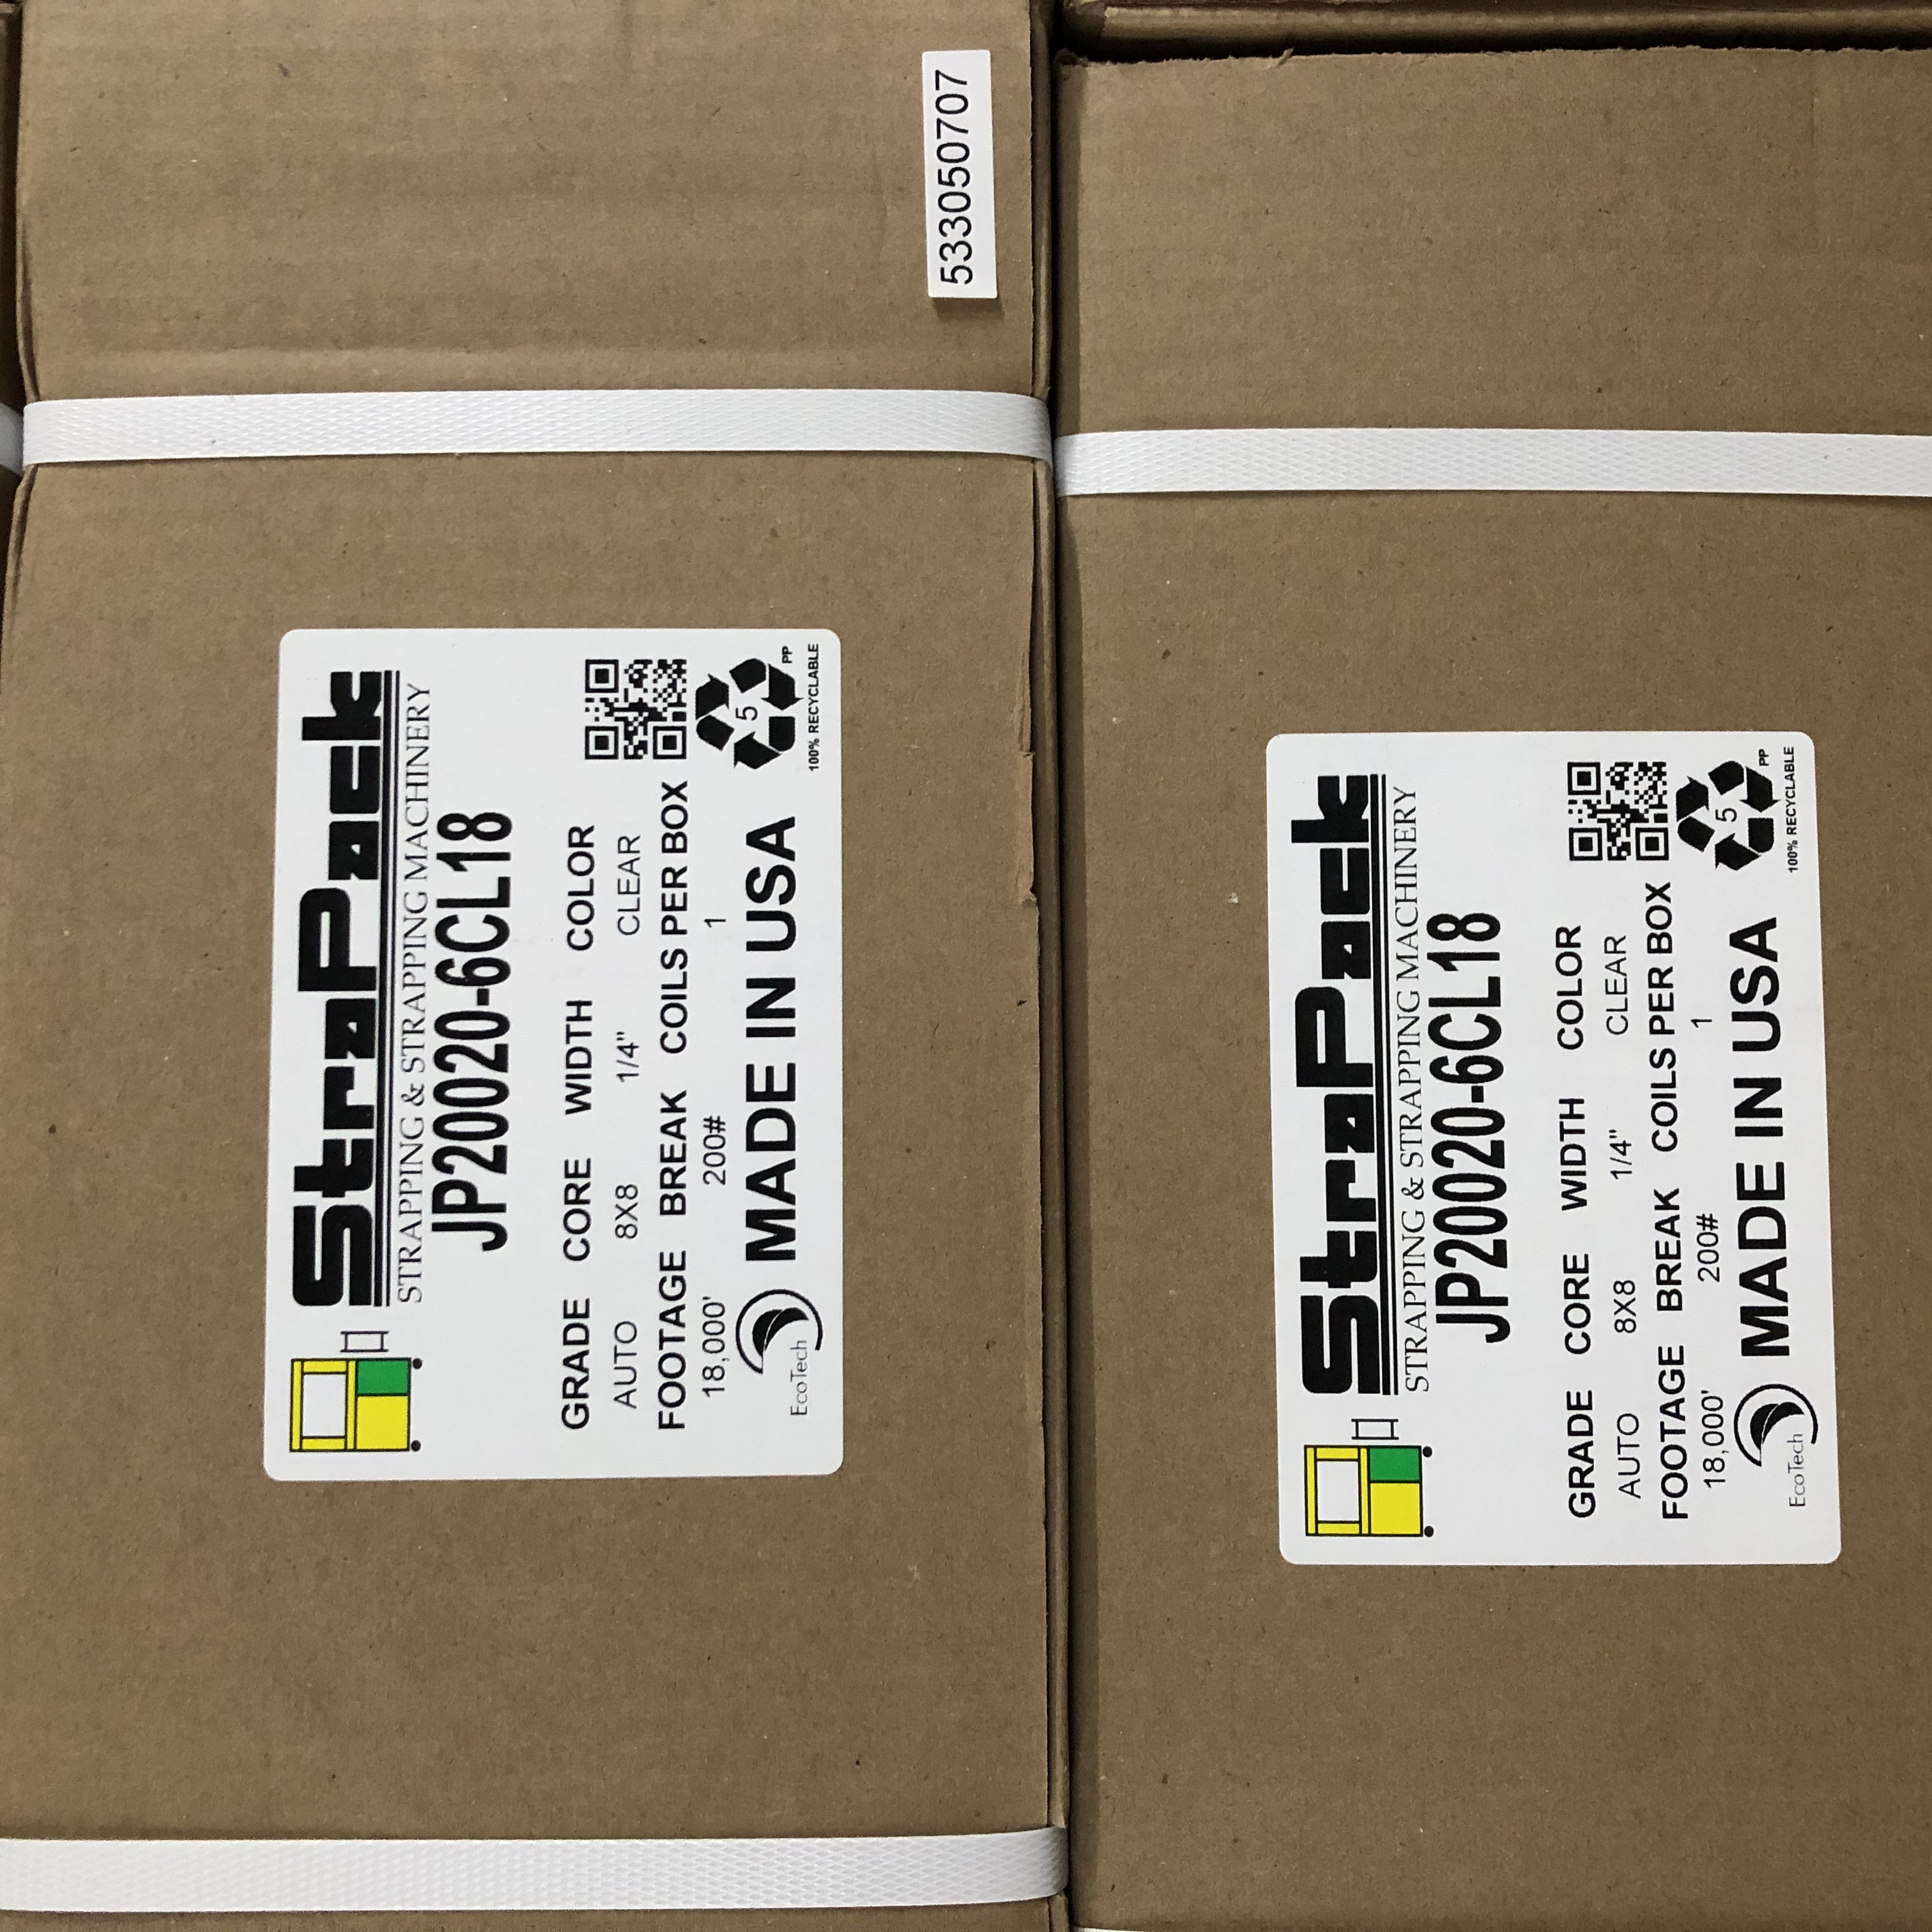 StraPack
STRAPPING & STRAPPING MACHINERY
JP20020-6CL18
GRADE CORE WIDTH COLOR
AUTO 8X8 1/4" CLEAR
FOOTAGE BREAK COILS PER BOX
18,000' 200# 1
EcoTech MADE IN USA
5
PP
100% RECYCLABLE
533050707
StraPack
STRAPPING & STRAPPING MACHINERY
JP20020-6CL18
GRADE CORE WIDTH COLOR
AUTO 8X8 1/4" CLEAR
FOOTAGE BREAK COILS PER BOX
18,000' 200# 1
EcoTech MADE IN USA
5
PP
100% RECYCLABLE